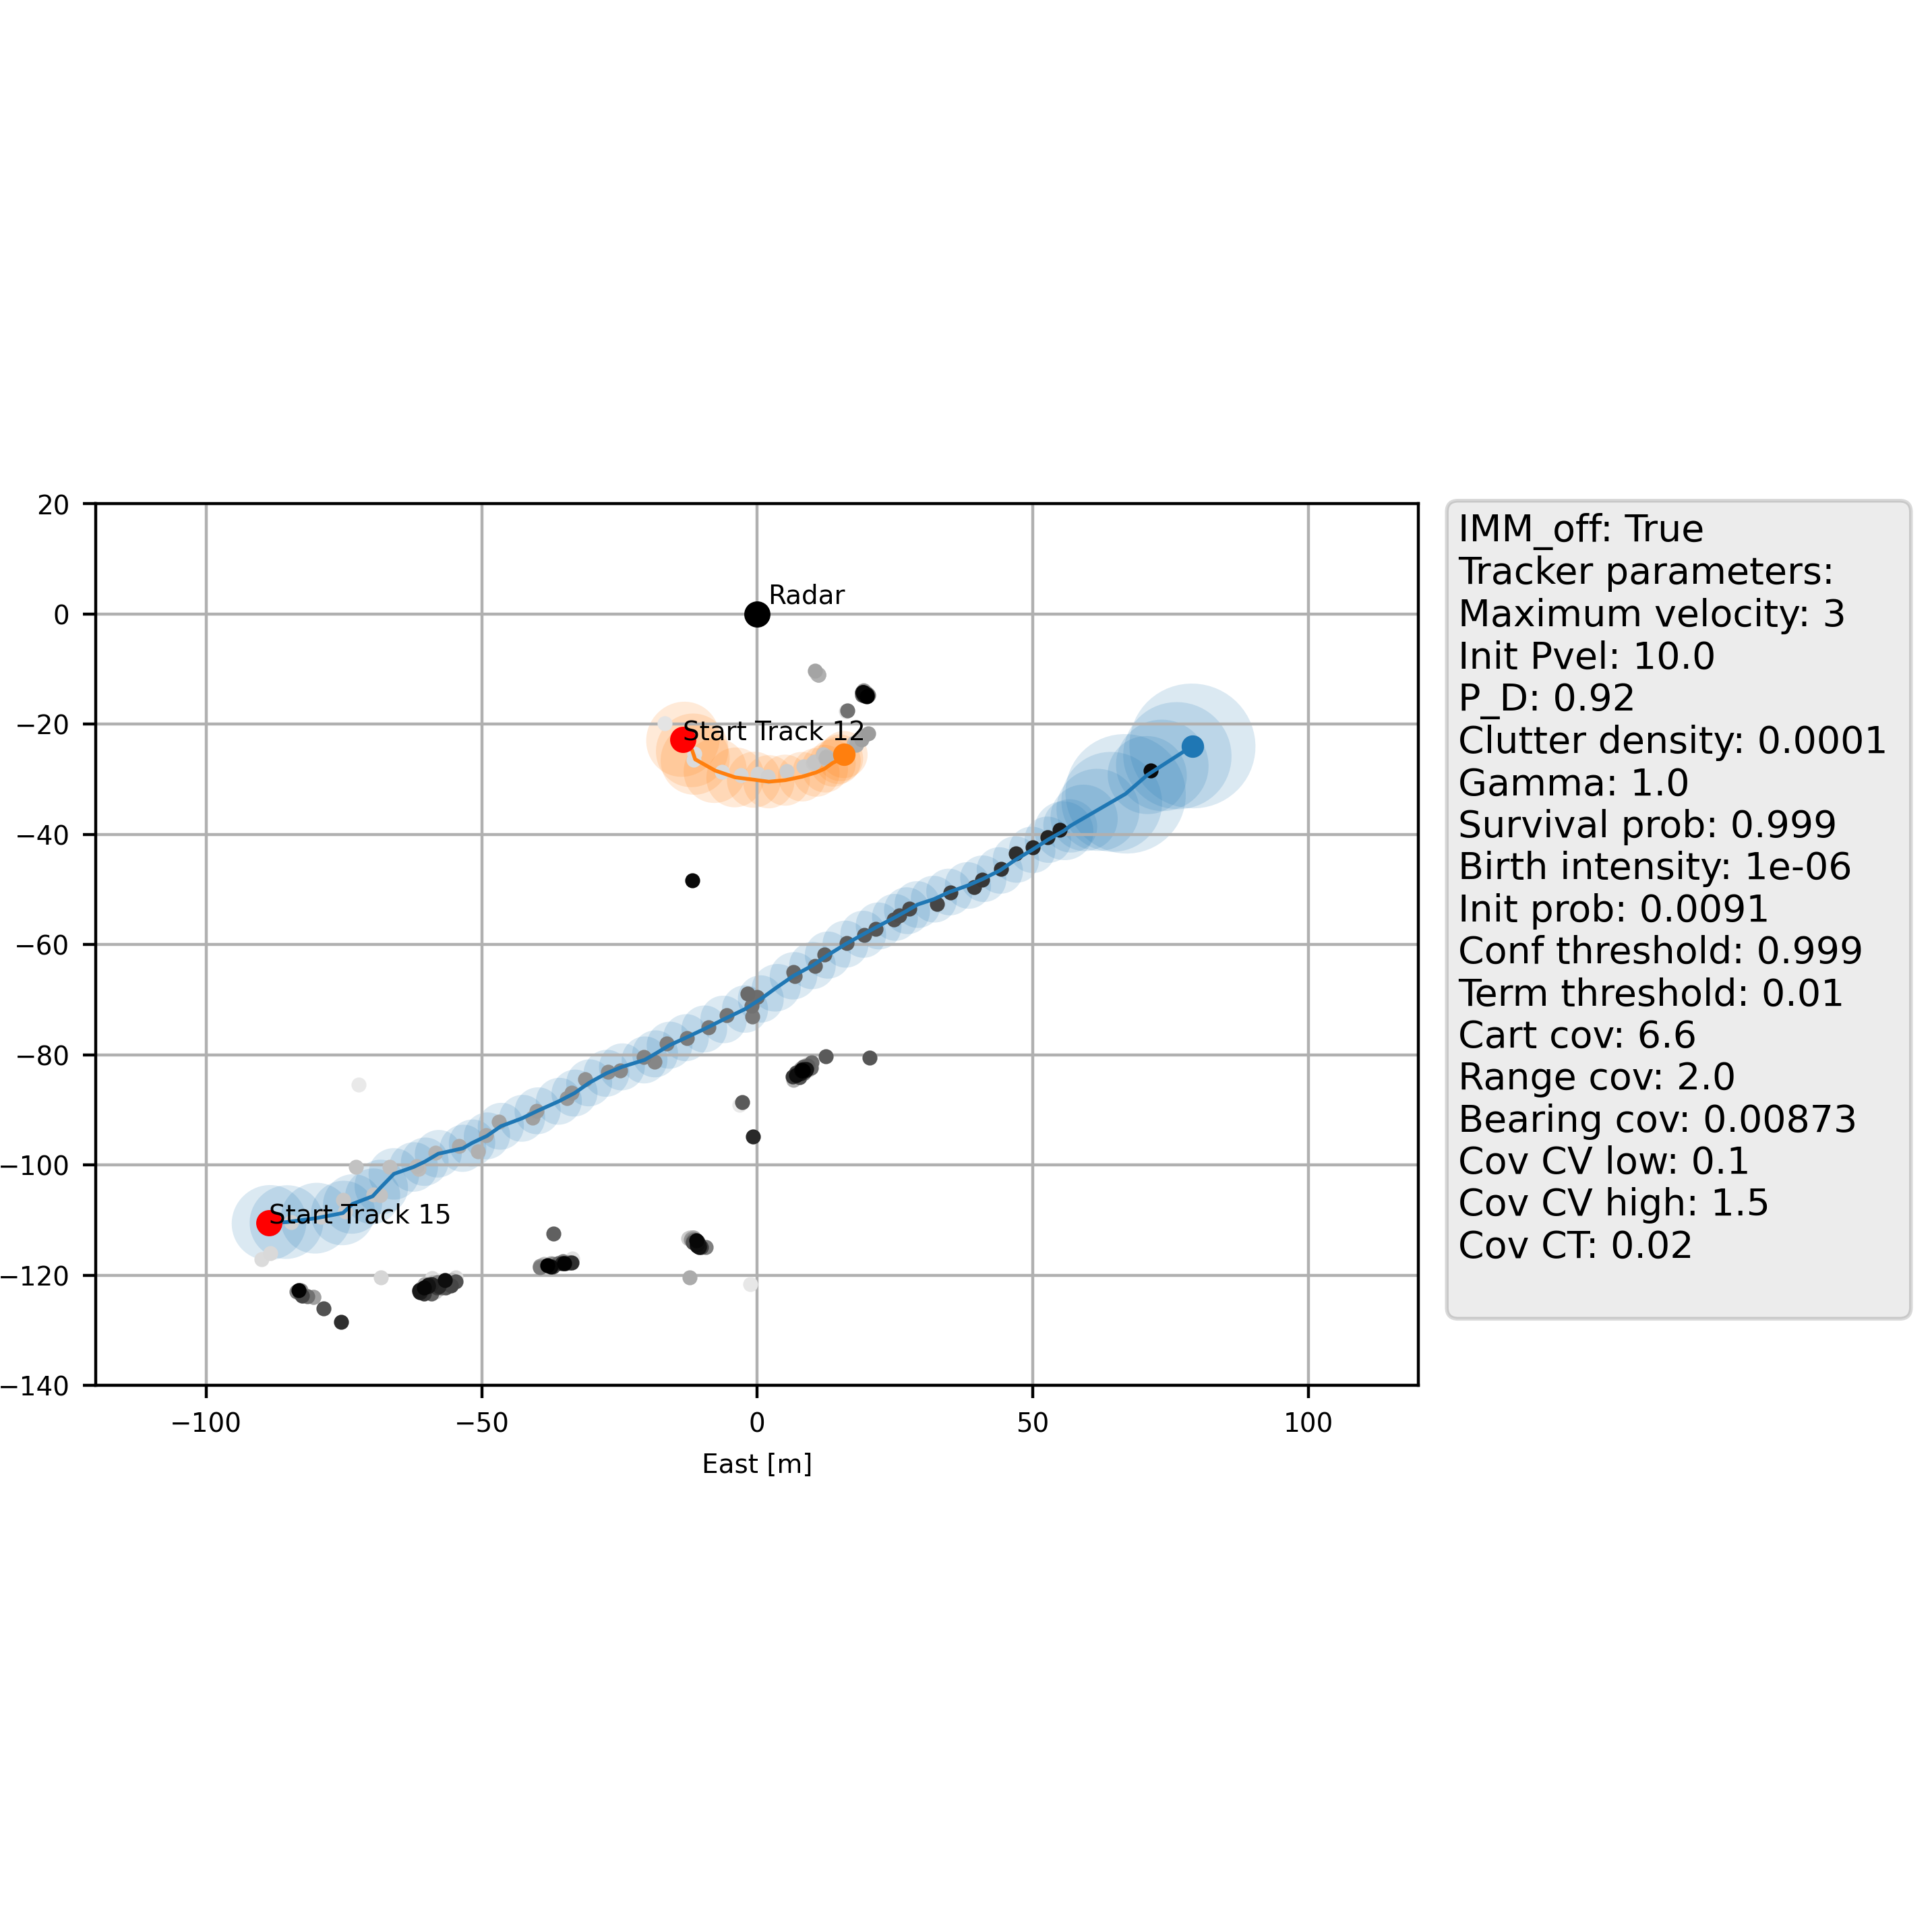 20
0
−20
−40
−60
−80
−100
−120
−140
−100
−50
0
50
100
East [m]
Radar
Start Track 12
Start Track 15
IMM_off: True
Tracker parameters:
Maximum velocity: 3
Init Pvel: 10.0
P_D: 0.92
Clutter density: 0.0001
Gamma: 1.0
Survival prob: 0.999
Birth intensity: 1e-06
Init prob: 0.0091
Conf threshold: 0.999
Term threshold: 0.01
Cart cov: 6.6
Range cov: 2.0
Bearing cov: 0.00873
Cov CV low: 0.1
Cov CV high: 1.5
Cov CT: 0.02